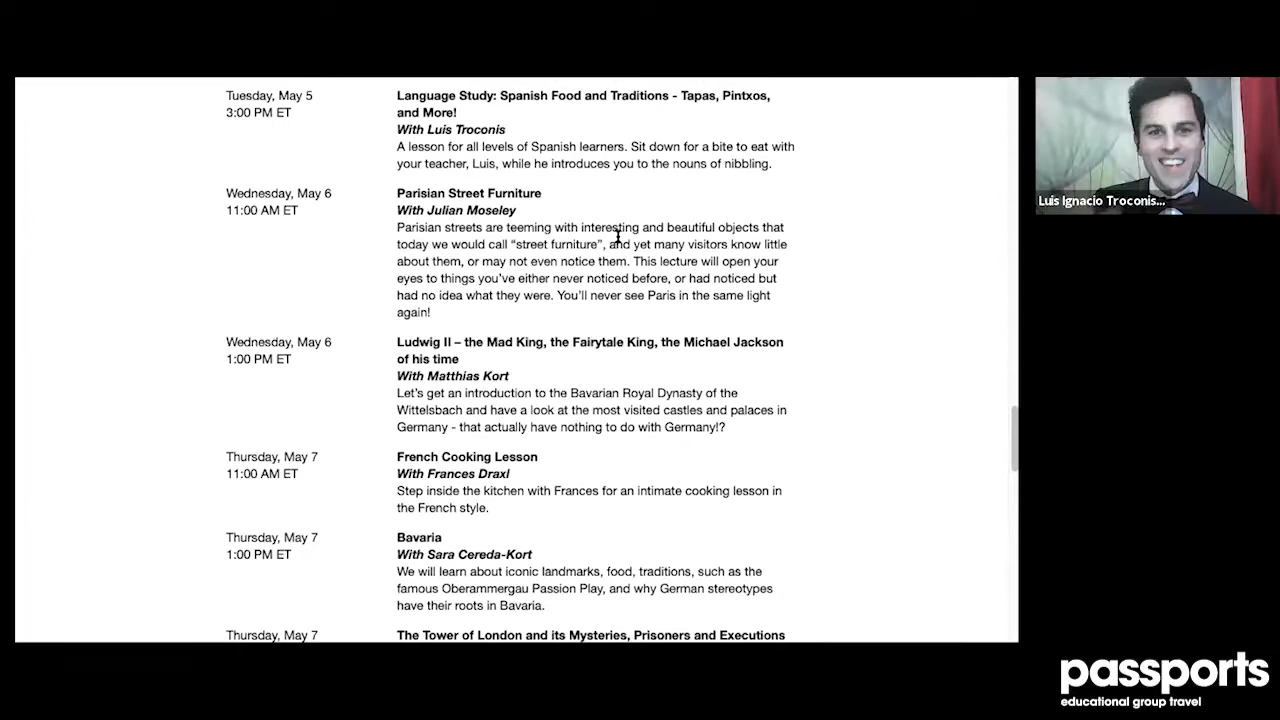 Tuesday, May 5
3:00 PM ET
Language Study: Spanish Food and Traditions - Tapas, Pintxos,
and More!
With Luis Troconis
A lesson for all levels of Spanish learners. Sit down for a bite to eat with
your teacher, Luis, while he introduces you to the nouns of nibbling.
Wednesday, May 6
11:00 AM ET
Parisian Street Furniture
With Julian Moseley
Parisian streets are teeming with interesting and beautiful objects that
today we would call “street furniture”, and yet many visitors know little
about them, or may not even notice them. This lecture will open your
eyes to things you’ve either never noticed before, or had noticed but
had no idea what they were. You’ll never see Paris in the same light
again!
Wednesday, May 6
1:00 PM ET
Ludwig II – the Mad King, the Fairytale King, the Michael Jackson
of his time
With Matthias Kort
Let’s get an introduction to the Bavarian Royal Dynasty of the
Wittelsbach and have a look at the most visited castles and palaces in
Germany - that actually have nothing to do with Germany!?
Thursday, May 7
11:00 AM ET
French Cooking Lesson
With Frances Draxl
Step inside the kitchen with Frances for an intimate cooking lesson in
the French style.
Thursday, May 7
1:00 PM ET
Bavaria
With Sara Cereda-Kort
We will learn about iconic landmarks, food, traditions, such as the
famous Oberammergau Passion Play, and why German stereotypes
have their roots in Bavaria.
Thursday, May 7
The Tower of London and its Mysteries, Prisoners and Executions
Luis Ignacio Troconis...
passports
educational group travel